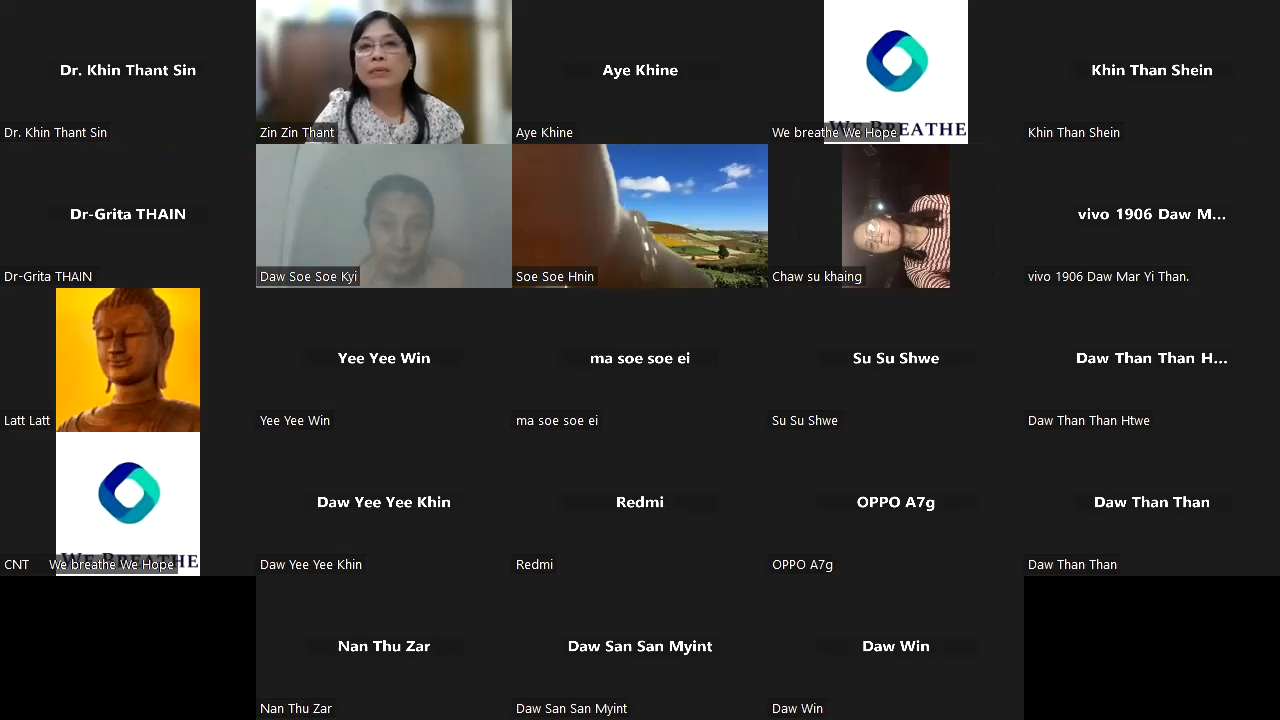 Dr. Khin Thant Sin
Dr. Khin Thant Sin
Zin Zin Thant
Aye Khine
Aye Khine
WE BREATHE
We breathe We Hope
Khin Than Shein
Khin Than Shein
Dr-Grita THAIN
Dr-Grita THAIN
Daw Soe Soe Kyi
Soe Soe Hnin
Chaw su khaing
vivo 1906 Daw M...
vivo 1906 Daw Mar Yi Than.
Latt Latt
Yee Yee Win
Yee Yee Win
ma soe soe ei
ma soe soe ei
Su Su Shwe
Su Su Shwe
Daw Than Than H...
Daw Than Than Htwe
WE BREATHE
CNT We breathe We Hope
Daw Yee Yee Khin
Daw Yee Yee Khin
Redmi
Redmi
OPPO A7g
OPPO A7g
Daw Than Than
Daw Than Than
Nan Thu Zar
Nan Thu Zar
Daw San San Myint
Daw San San Myint
Daw Win
Daw Win